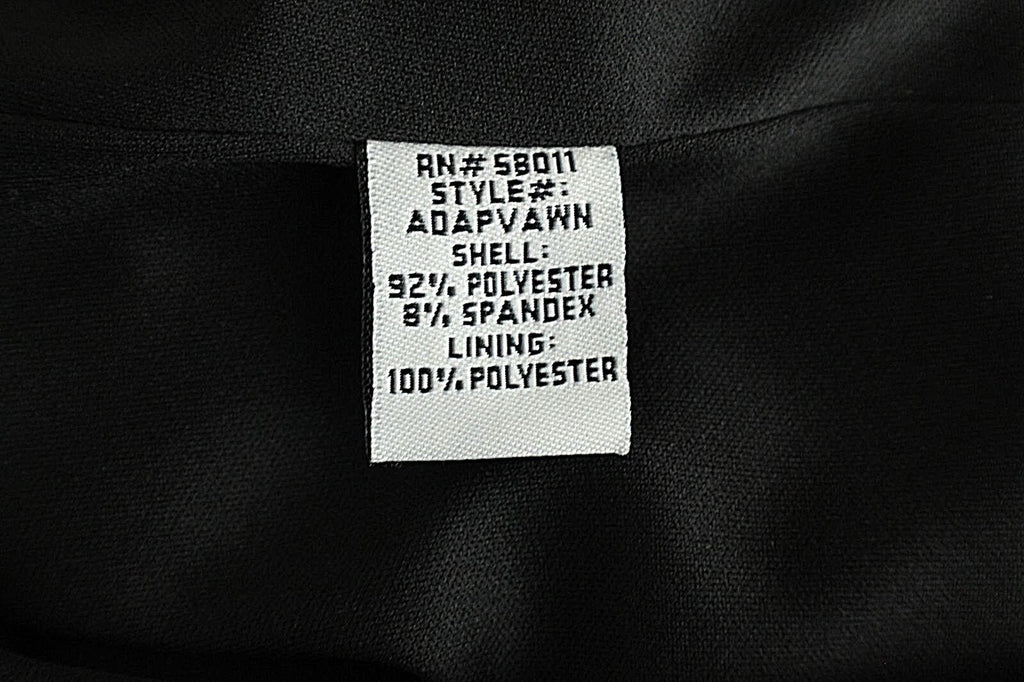 RN# 58011
STYLE#:
ADAPVAWN
SHELL:
92% POLYESTER
8% SPANDEX
LINING:
100% POLYESTER